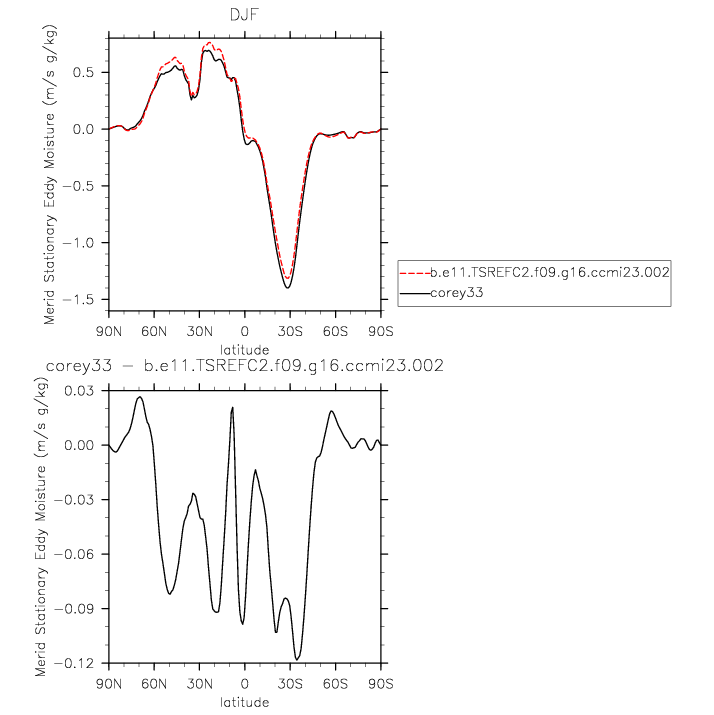 DJF
Merid Stationary Eddy Moisture (m/s g/kg)
0.5
0.0
−0.5
−1.0
−1.5
90N 60N 30N 0 30S 60S 90S
latitude
b.e11.TSREFC2.f09.g16.ccmi23.002
corey33
corey33 − b.e11.TSREFC2.f09.g16.ccmi23.002
Merid Stationary Eddy Moisture (m/s g/kg)
0.03
0.00
−0.03
−0.06
−0.09
−0.12
90N 60N 30N 0 30S 60S 90S
latitude